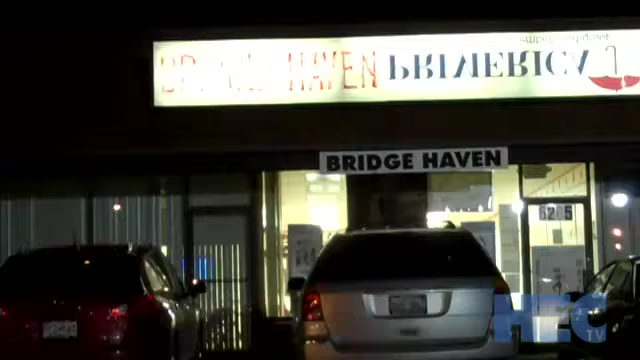 BRIDGE HAVEN PRIMERICA
BRIDGE HAVEN
6265
HEC
TV